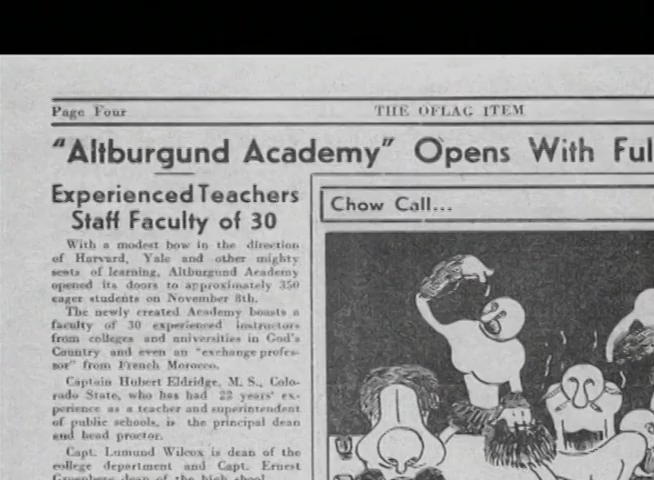 Page Four
THE OFLAG ITEM
"Altburgund Academy" Opens With Ful
Experienced Teachers
Staff Faculty of 30
With a modest bow in the direction
of Harvard, Yale and other mighty
seats of learning, Altburgund Academy
opened its doors to approximately 350
eager students on November 8th.
The newly created Academy boasts a
faculty of 30 experienced instructors
from colleges and universities in God's
Country and even an "exchange profes-
sor" from French Morocco.
Captain Hubert Eldridge, M. S., Colo-
rado State, who has had 22 years' ex-
perience as a teacher and superintendent
of public schools, is the principal dean
and head proctor.
Capt. Lumund Wilcox is dean of the
college department and Capt. Ernest
dean of the high school
Chow Call...